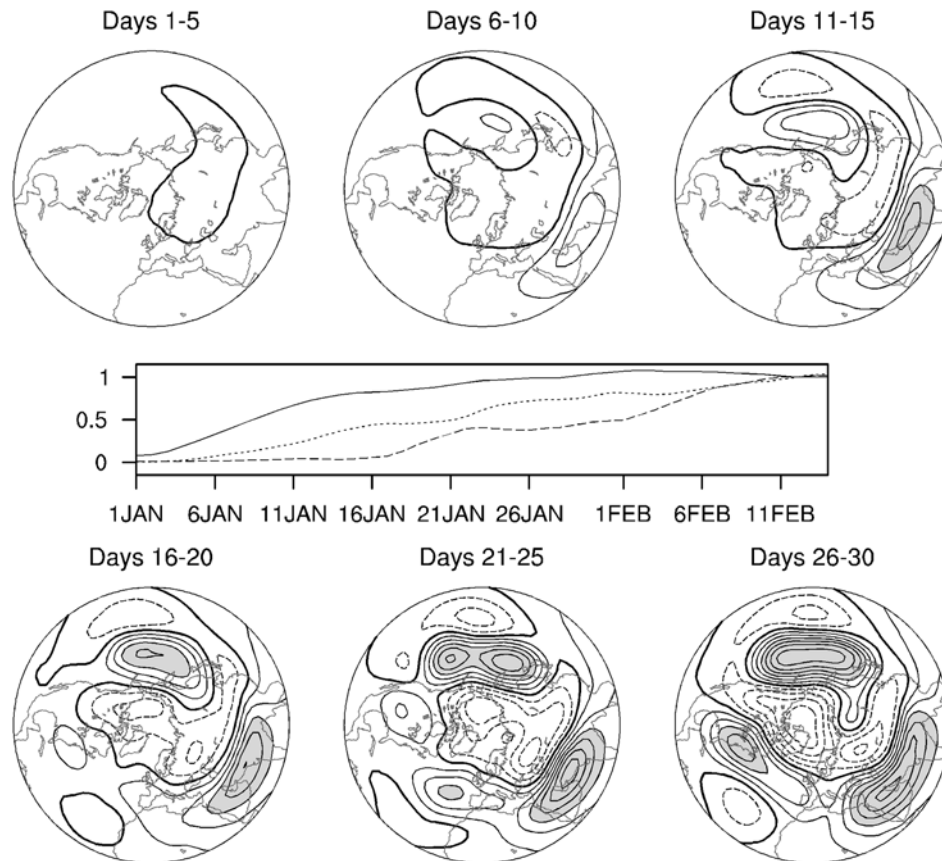 Days 1-5 Days 6-10 Days 11-15
1
0.5
0
1JAN 6JAN 11JAN 16JAN 21JAN 26JAN 1FEB 6FEB 11FEB
Days 16-20 Days 21-25 Days 26-30